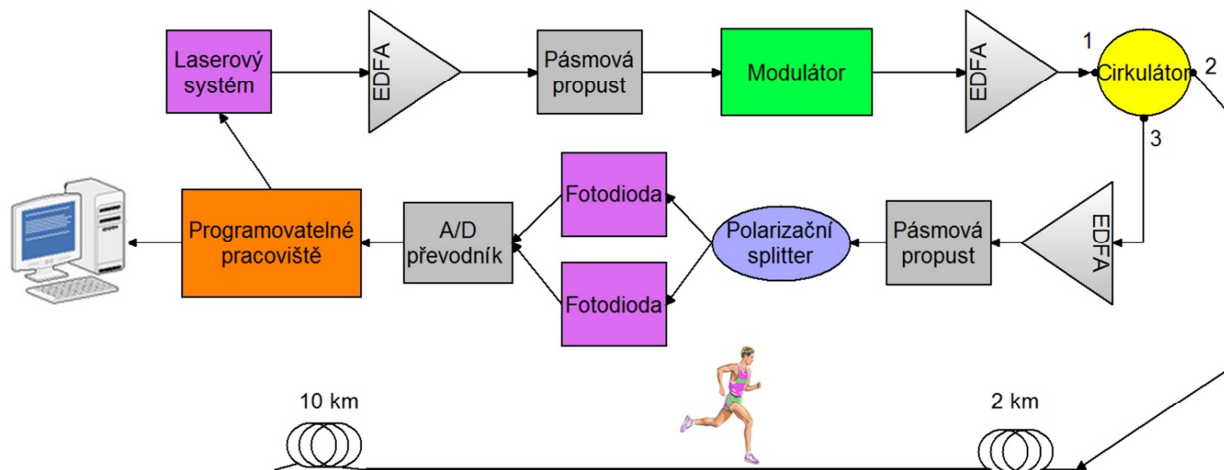 Laserový
systém
EDFA
Pásmová
propust
Modulátor
EDFA
1
Cirkulátor
2
3
Programovatelné
pracoviště
A/D
převodník
Fotodioda
Fotodioda
Polarizační
splitter
Pásmová
propust
EDFA
10 km
2 km